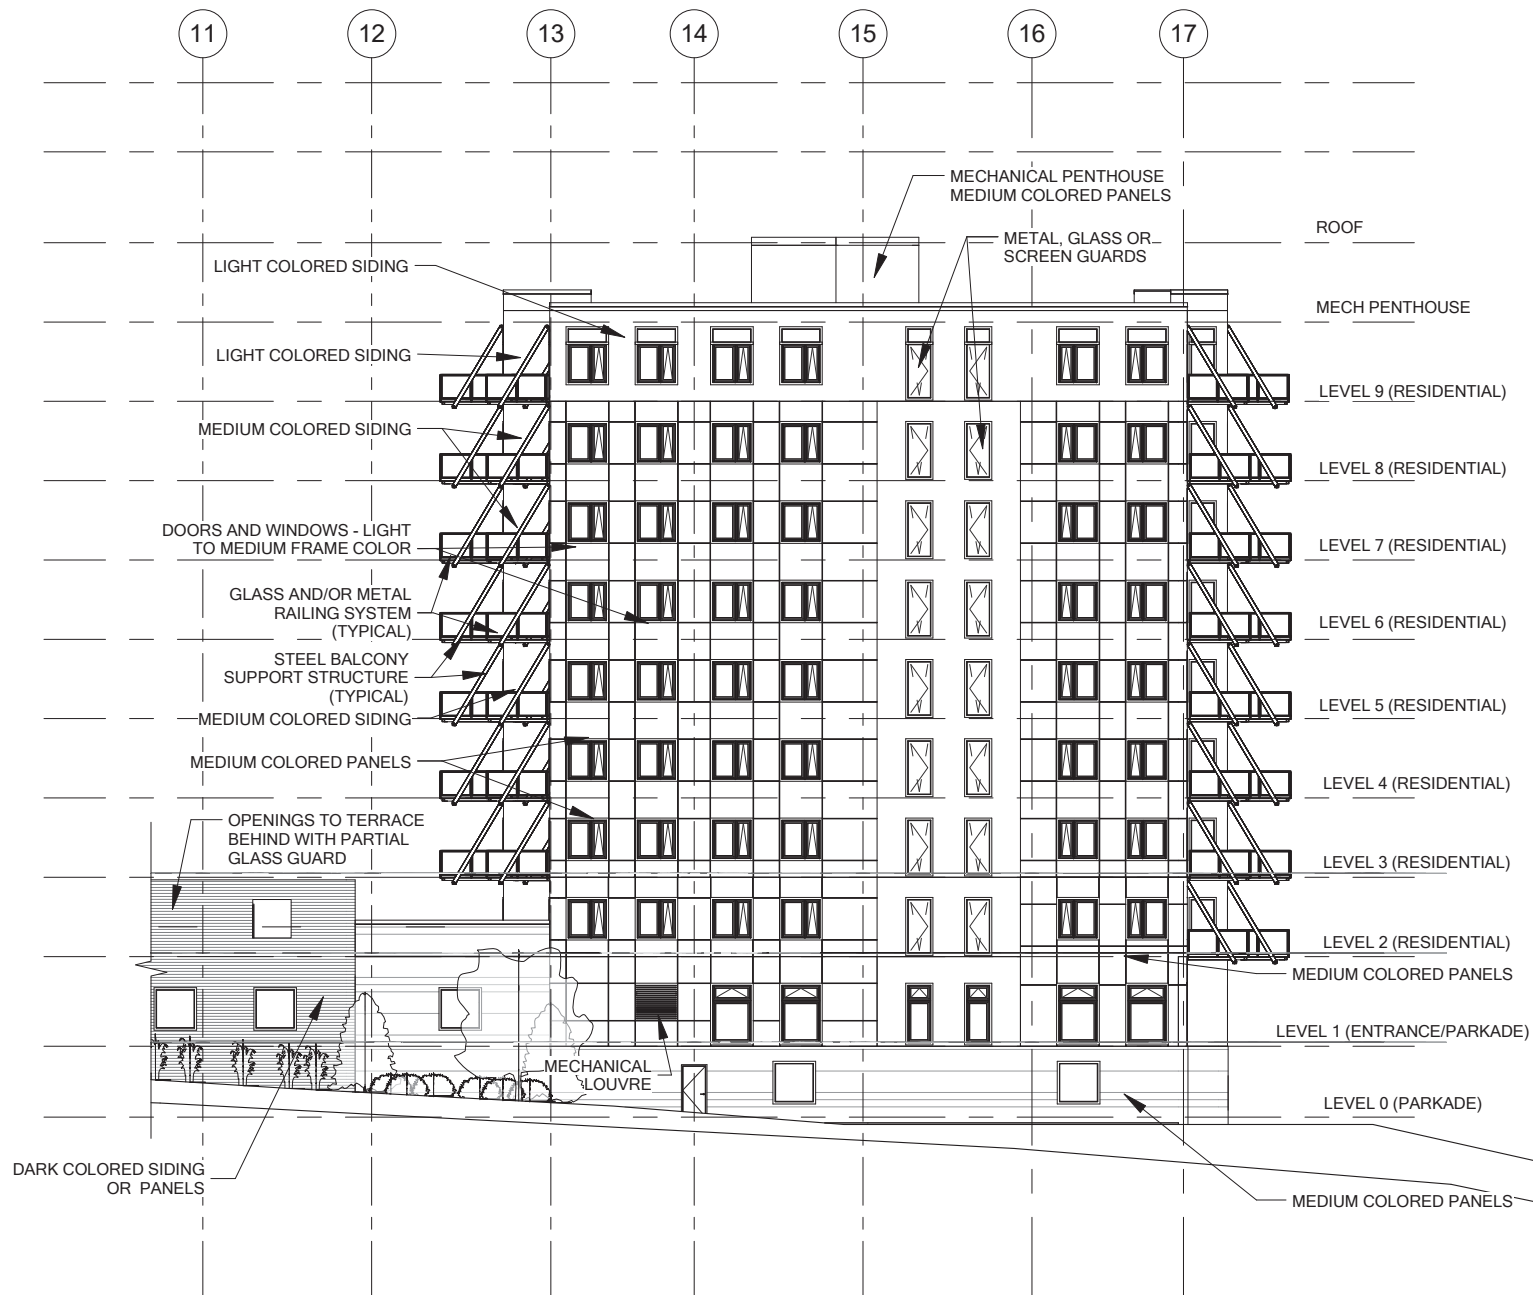 11
12
13
14
15
16
17
MECHANICAL PENTHOUSE
MEDIUM COLORED PANELS
METAL, GLASS OR
SCREEN GUARDS
ROOF
LIGHT COLORED SIDING
MECH PENTHOUSE
LIGHT COLORED SIDING
LEVEL 9 (RESIDENTIAL)
MEDIUM COLORED SIDING
LEVEL 8 (RESIDENTIAL)
DOORS AND WINDOWS - LIGHT
TO MEDIUM FRAME COLOR
LEVEL 7 (RESIDENTIAL)
GLASS AND/OR METAL
RAILING SYSTEM
(TYPICAL)
LEVEL 6 (RESIDENTIAL)
STEEL BALCONY
SUPPORT STRUCTURE
(TYPICAL)
LEVEL 5 (RESIDENTIAL)
MEDIUM COLORED SIDING
MEDIUM COLORED PANELS
LEVEL 4 (RESIDENTIAL)
OPENINGS TO TERRACE
BEHIND WITH PARTIAL
GLASS GUARD
LEVEL 3 (RESIDENTIAL)
LEVEL 2 (RESIDENTIAL)
MEDIUM COLORED PANELS
LEVEL 1 (ENTRANCE/PARKADE)
MECHANICAL
LOUVRE
LEVEL 0 (PARKADE)
DARK COLORED SIDING
OR PANELS
MEDIUM COLORED PANELS